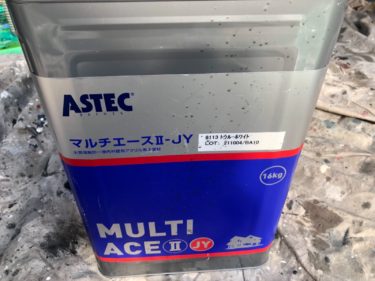 ASTEC
マルチエースⅡ-JY
8113 トゥルーホワイト
LOT: 211004/BA10
16kg
MULTI
ACE Ⅱ JY